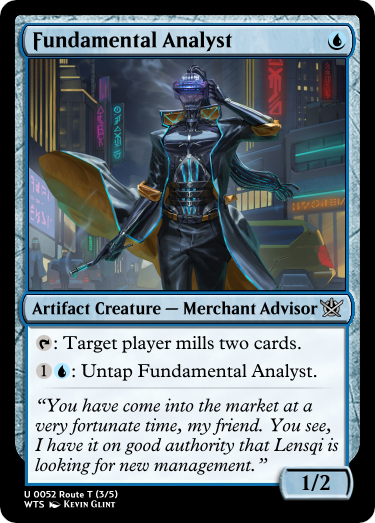 Fundamental Analyst
Artifact Creature — Merchant Advisor
: Target player mills two cards.
1 : Untap Fundamental Analyst.
“You have come into the market at a
very fortunate time, my friend. You see,
I have it on good authority that Lensqi is
looking for new management.”
1/2
U 0052 Route T (3/5)
WTS Kevin Glint